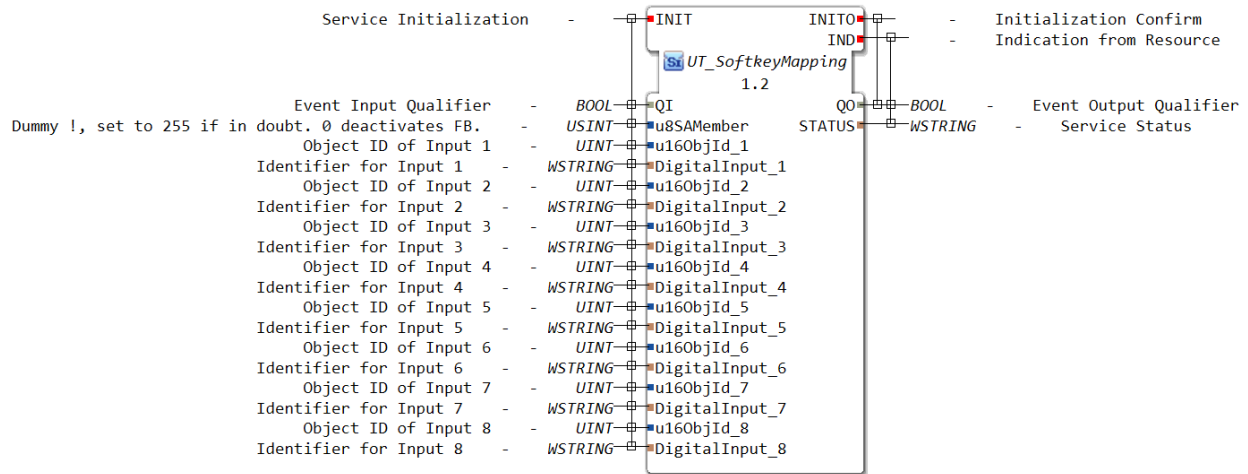 Service Initialization - INIT INITO - Initialization Confirm
IND - Indication from Resource
Si UT_SoftkeyMapping
1.2
Event Input Qualifier - BOOL QI QO BOOL - Event Output Qualifier
Dummy !, set to 255 if in doubt. 0 deactivates FB. - USINT u8SAMember STATUS WSTRING - Service Status
Object ID of Input 1 - UINT u16ObjId_1
Identifier for Input 1 - WSTRING DigitalInput_1
Object ID of Input 2 - UINT u16ObjId_2
Identifier for Input 2 - WSTRING DigitalInput_2
Object ID of Input 3 - UINT u16ObjId_3
Identifier for Input 3 - WSTRING DigitalInput_3
Object ID of Input 4 - UINT u16ObjId_4
Identifier for Input 4 - WSTRING DigitalInput_4
Object ID of Input 5 - UINT u16ObjId_5
Identifier for Input 5 - WSTRING DigitalInput_5
Object ID of Input 6 - UINT u16ObjId_6
Identifier for Input 6 - WSTRING DigitalInput_6
Object ID of Input 7 - UINT u16ObjId_7
Identifier for Input 7 - WSTRING DigitalInput_7
Object ID of Input 8 - UINT u16ObjId_8
Identifier for Input 8 - WSTRING DigitalInput_8